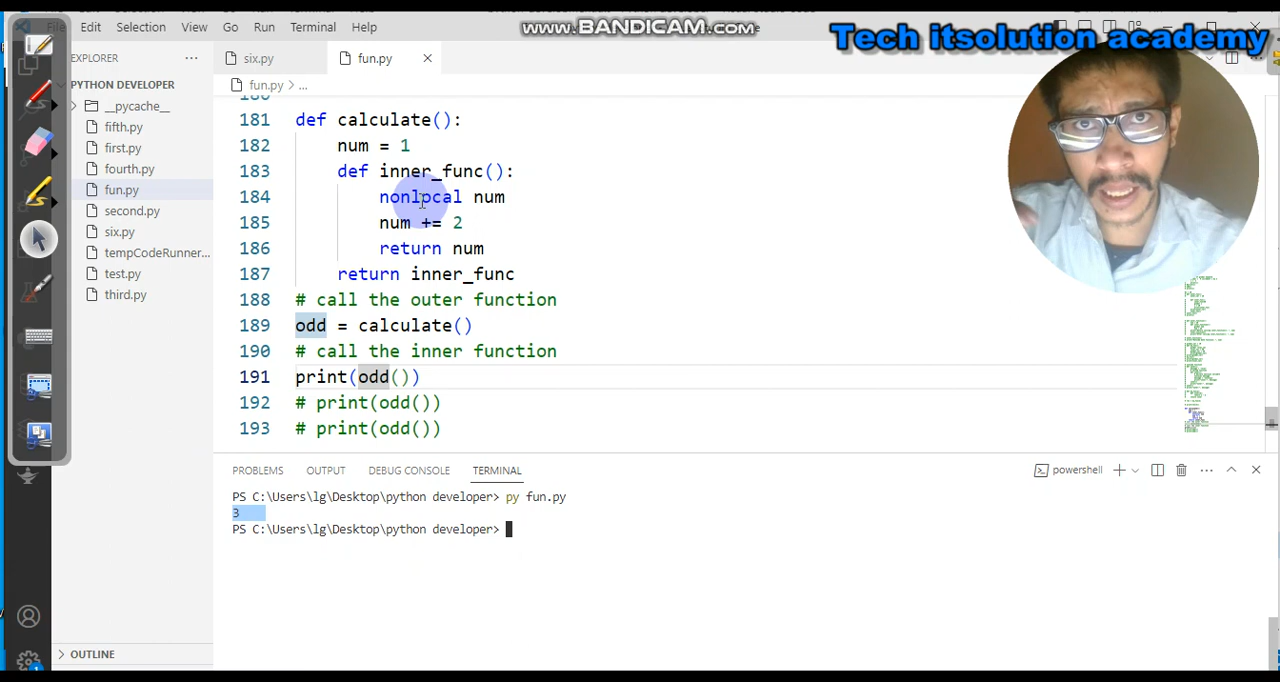 File Edit Selection View Go Run Terminal Help
WWW.BANDICAM.COM
Tech itsolution academy
EXPLORER
PYTHON DEVELOPER
__pycache__
fifth.py
first.py
fourth.py
fun.py
second.py
six.py
tempCodeRunner...
test.py
third.py
OUTLINE
six.py
fun.py
fun.py > ...
180
181 def calculate():
182 num = 1
183 def inner_func():
184 nonlocal num
185 num += 2
186 return num
187 return inner_func
188 # call the outer function
189 odd = calculate()
190 # call the inner function
191 print(odd())
192 # print(odd())
193 # print(odd())
PROBLEMS OUTPUT DEBUG CONSOLE TERMINAL
powershell
PS C:\Users\lg\Desktop\python developer> py fun.py
3
PS C:\Users\lg\Desktop\python developer>